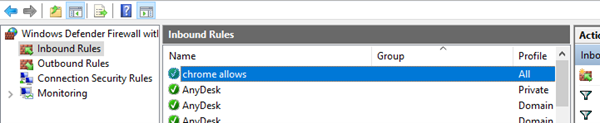 Windows Defender Firewall with
Inbound Rules
Outbound Rules
Connection Security Rules
Monitoring
Inbound Rules
Name Group Profile
chrome allows All
AnyDesk Private
AnyDesk Domain
AnyDesk Domain
Actio
Inbo